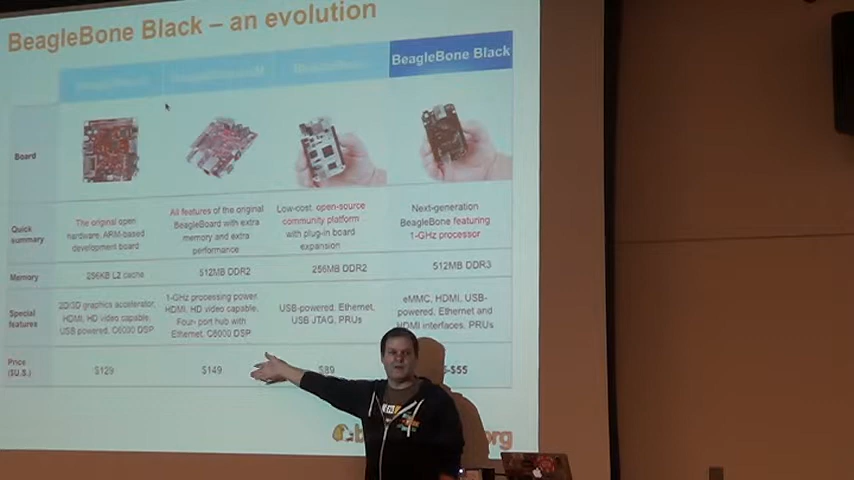 BeagleBone Black – an evolution
BeagleBone Black
Board
Quick
summary
The original open
hardware, ARM-based
development board
All features of the original
BeagleBoard with extra
memory and extra
performance
Low-cost, open-source
community platform
with plug-in board
expansion
Next-generation
BeagleBone featuring
1-GHz processor
Memory
256KB L2 cache
512MB DDR2
256MB DDR2
512MB DDR3
Special
features
2D/3D graphics accelerator,
HDMI, HD video capable,
USB powered, C6000 DSP
1-GHz processing power,
HDMI, HD video capable,
Four- port hub with
Ethernet, C6000 DSP
USB-powered, Ethernet,
USB JTAG, PRUs
eMMC, HDMI, USB-
powered, Ethernet and
HDMI interfaces, PRUs
Price
($U.S.)
$129
$149
$89
$55
org